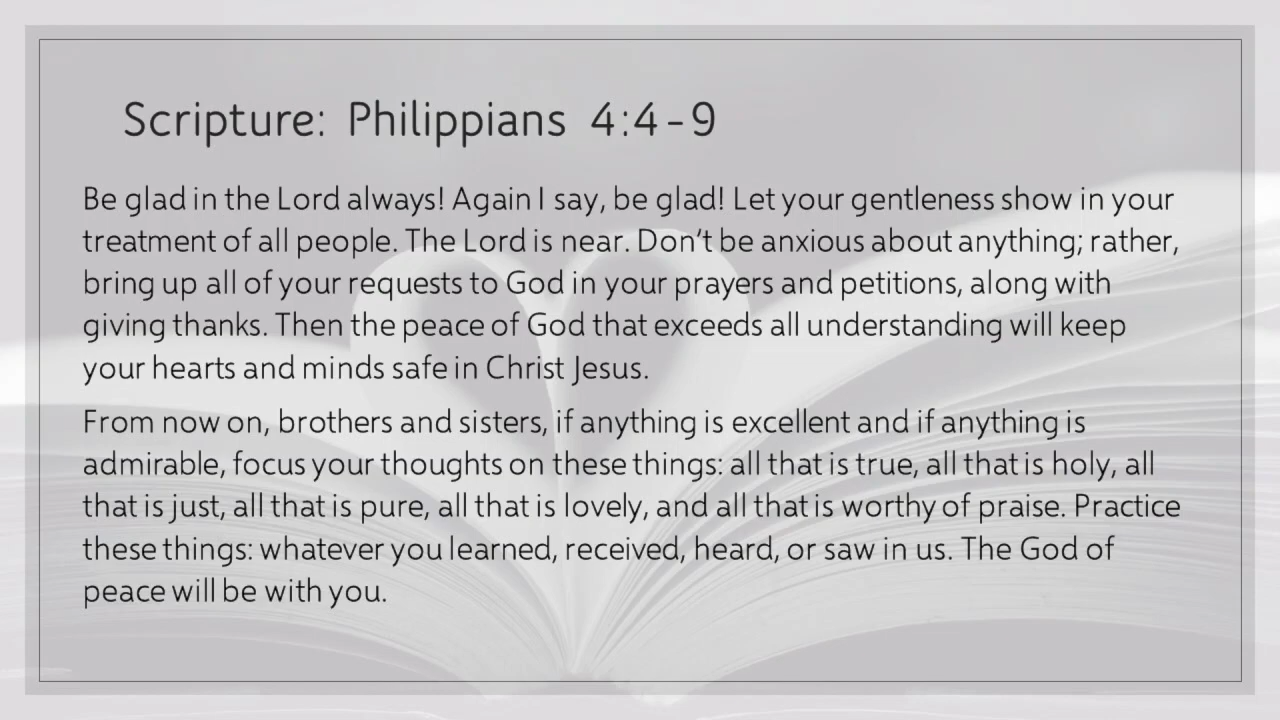 Scripture: Philippians 4:4-9
Be glad in the Lord always! Again I say, be glad! Let your gentleness show in your
treatment of all people. The Lord is near. Don’t be anxious about anything; rather,
bring up all of your requests to God in your prayers and petitions, along with
giving thanks. Then the peace of God that exceeds all understanding will keep
your hearts and minds safe in Christ Jesus.
From now on, brothers and sisters, if anything is excellent and if anything is
admirable, focus your thoughts on these things: all that is true, all that is holy, all
that is just, all that is pure, all that is lovely, and all that is worthy of praise. Practice
these things: whatever you learned, received, heard, or saw in us. The God of
peace will be with you.